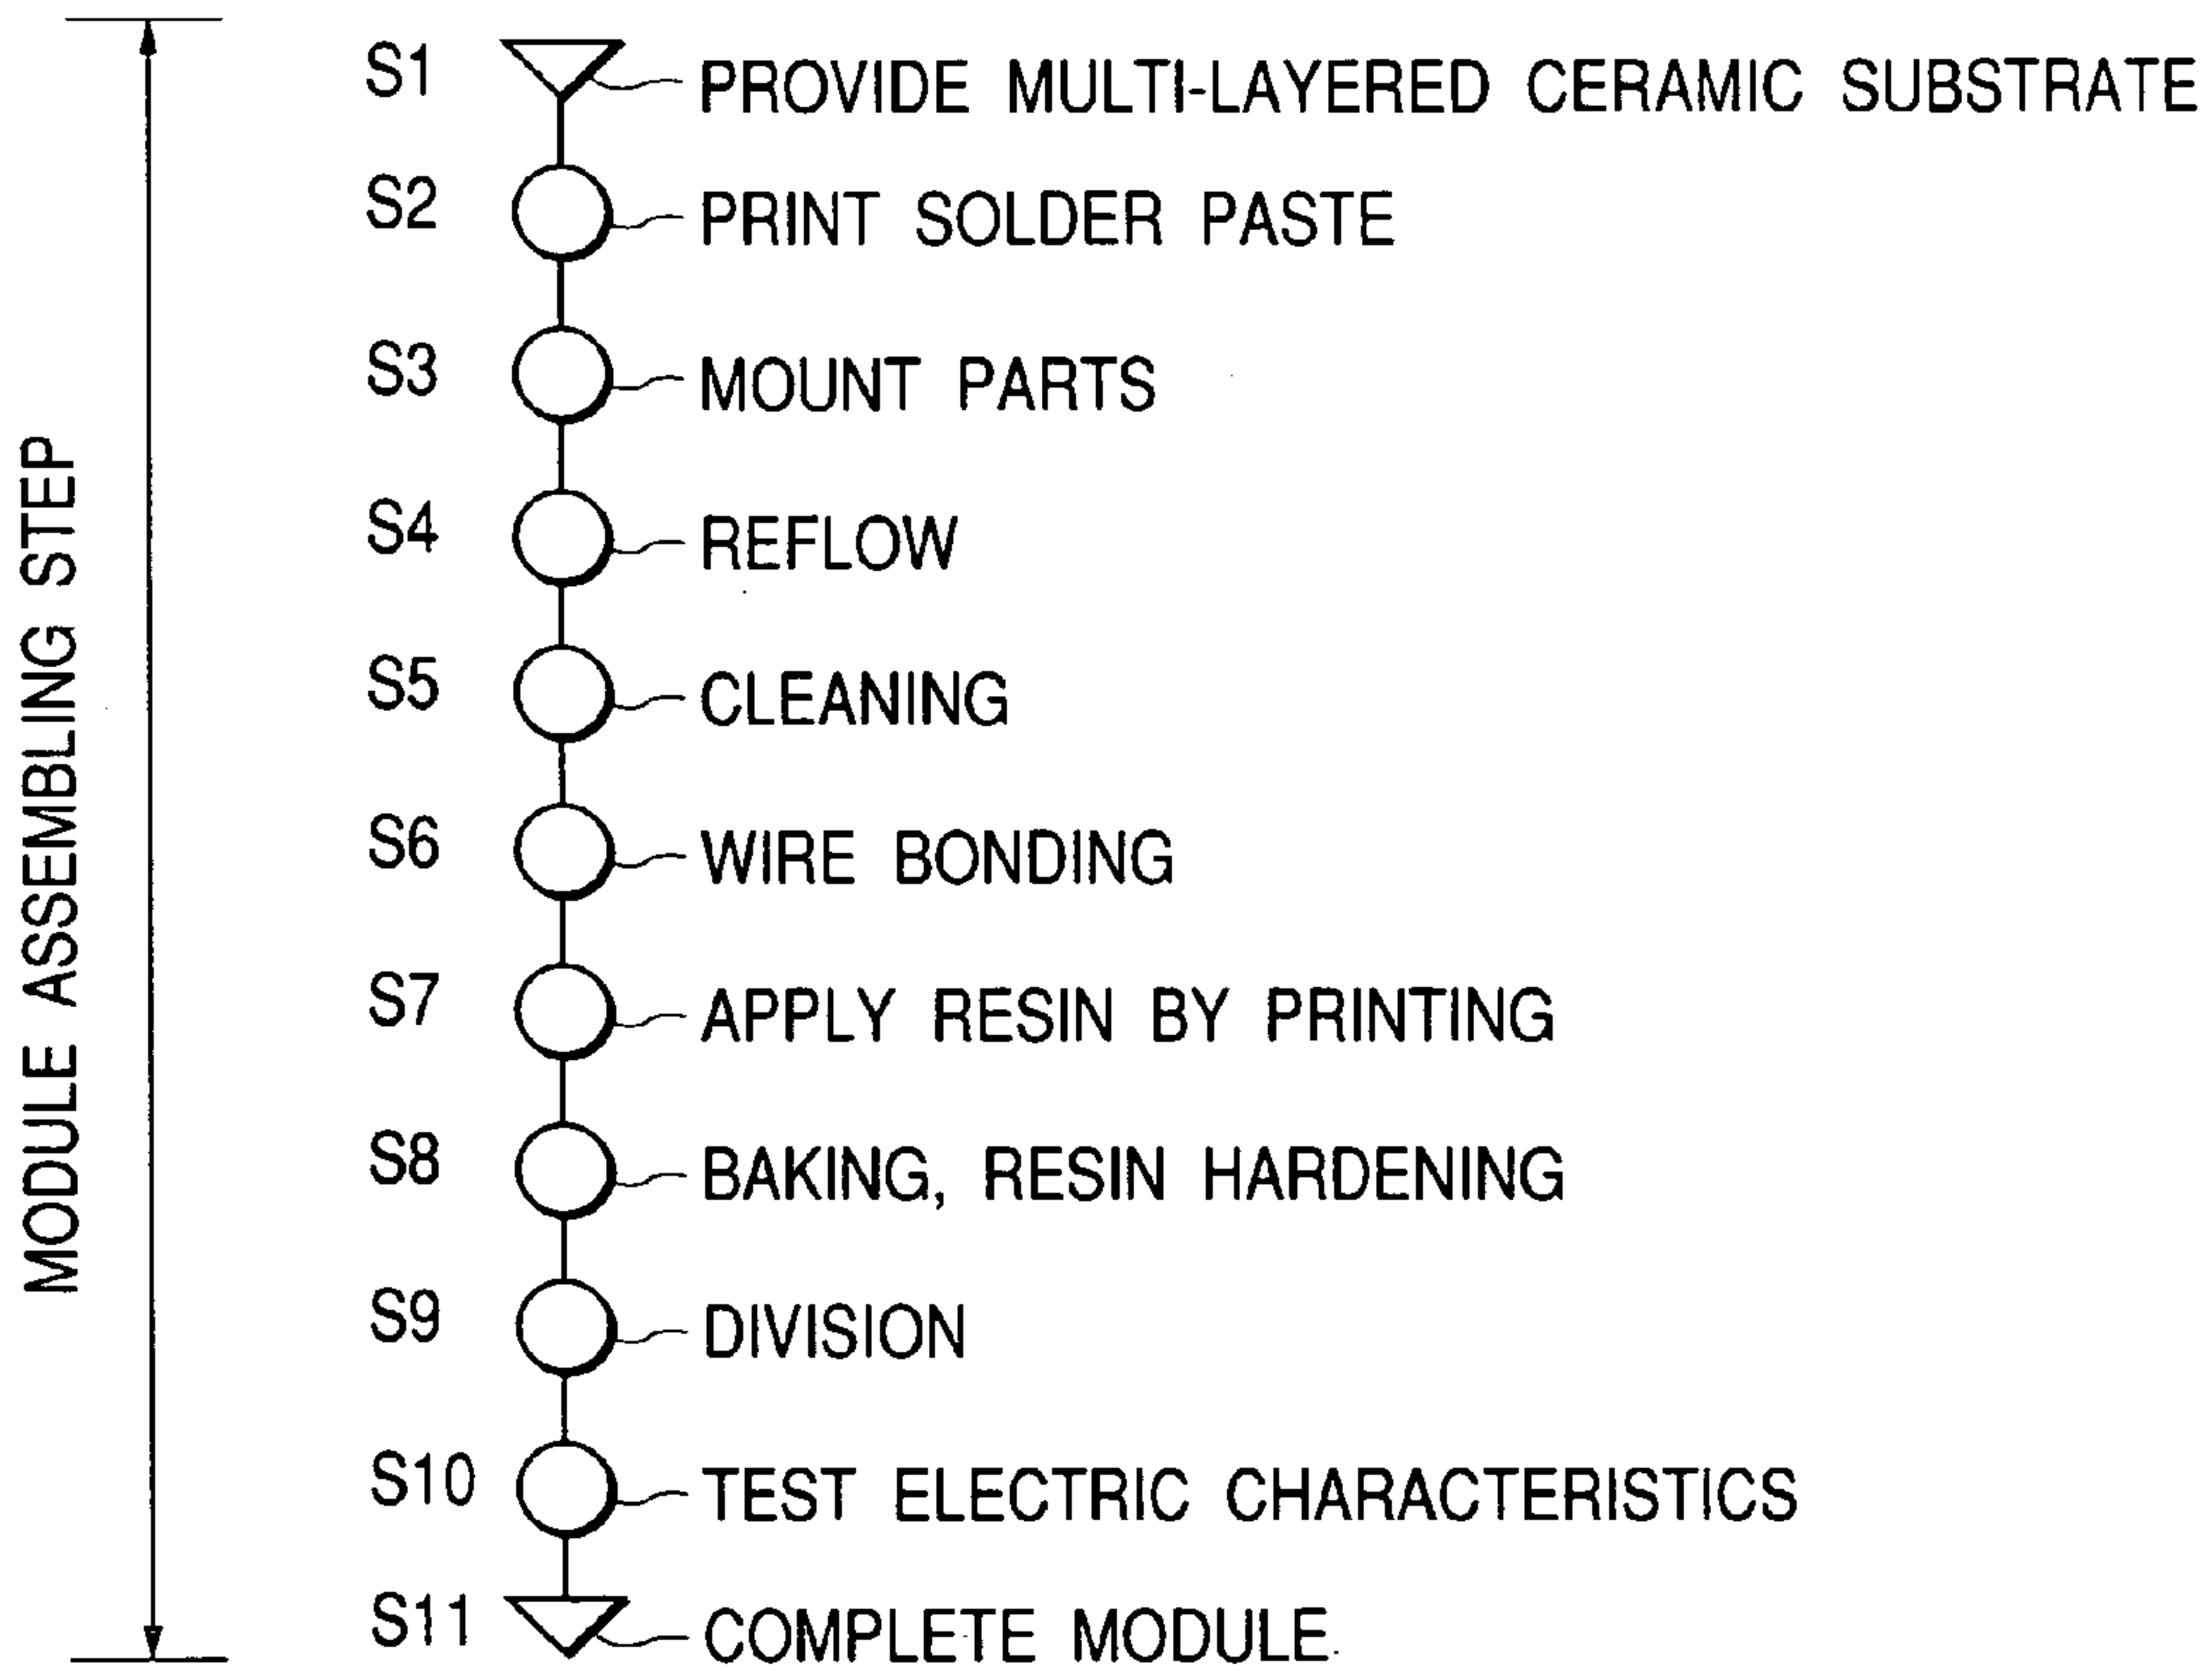 MODULE ASSEMBLING STEP
S1 PROVIDE MULTI-LAYERED CERAMIC SUBSTRATE
S2 PRINT SOLDER PASTE
S3 MOUNT PARTS
S4 REFLOW
S5 CLEANING
S6 WIRE BONDING
S7 APPLY RESIN BY PRINTING
S8 BAKING, RESIN HARDENING
S9 DIVISION
S10 TEST ELECTRIC CHARACTERISTICS
S11 COMPLETE MODULE